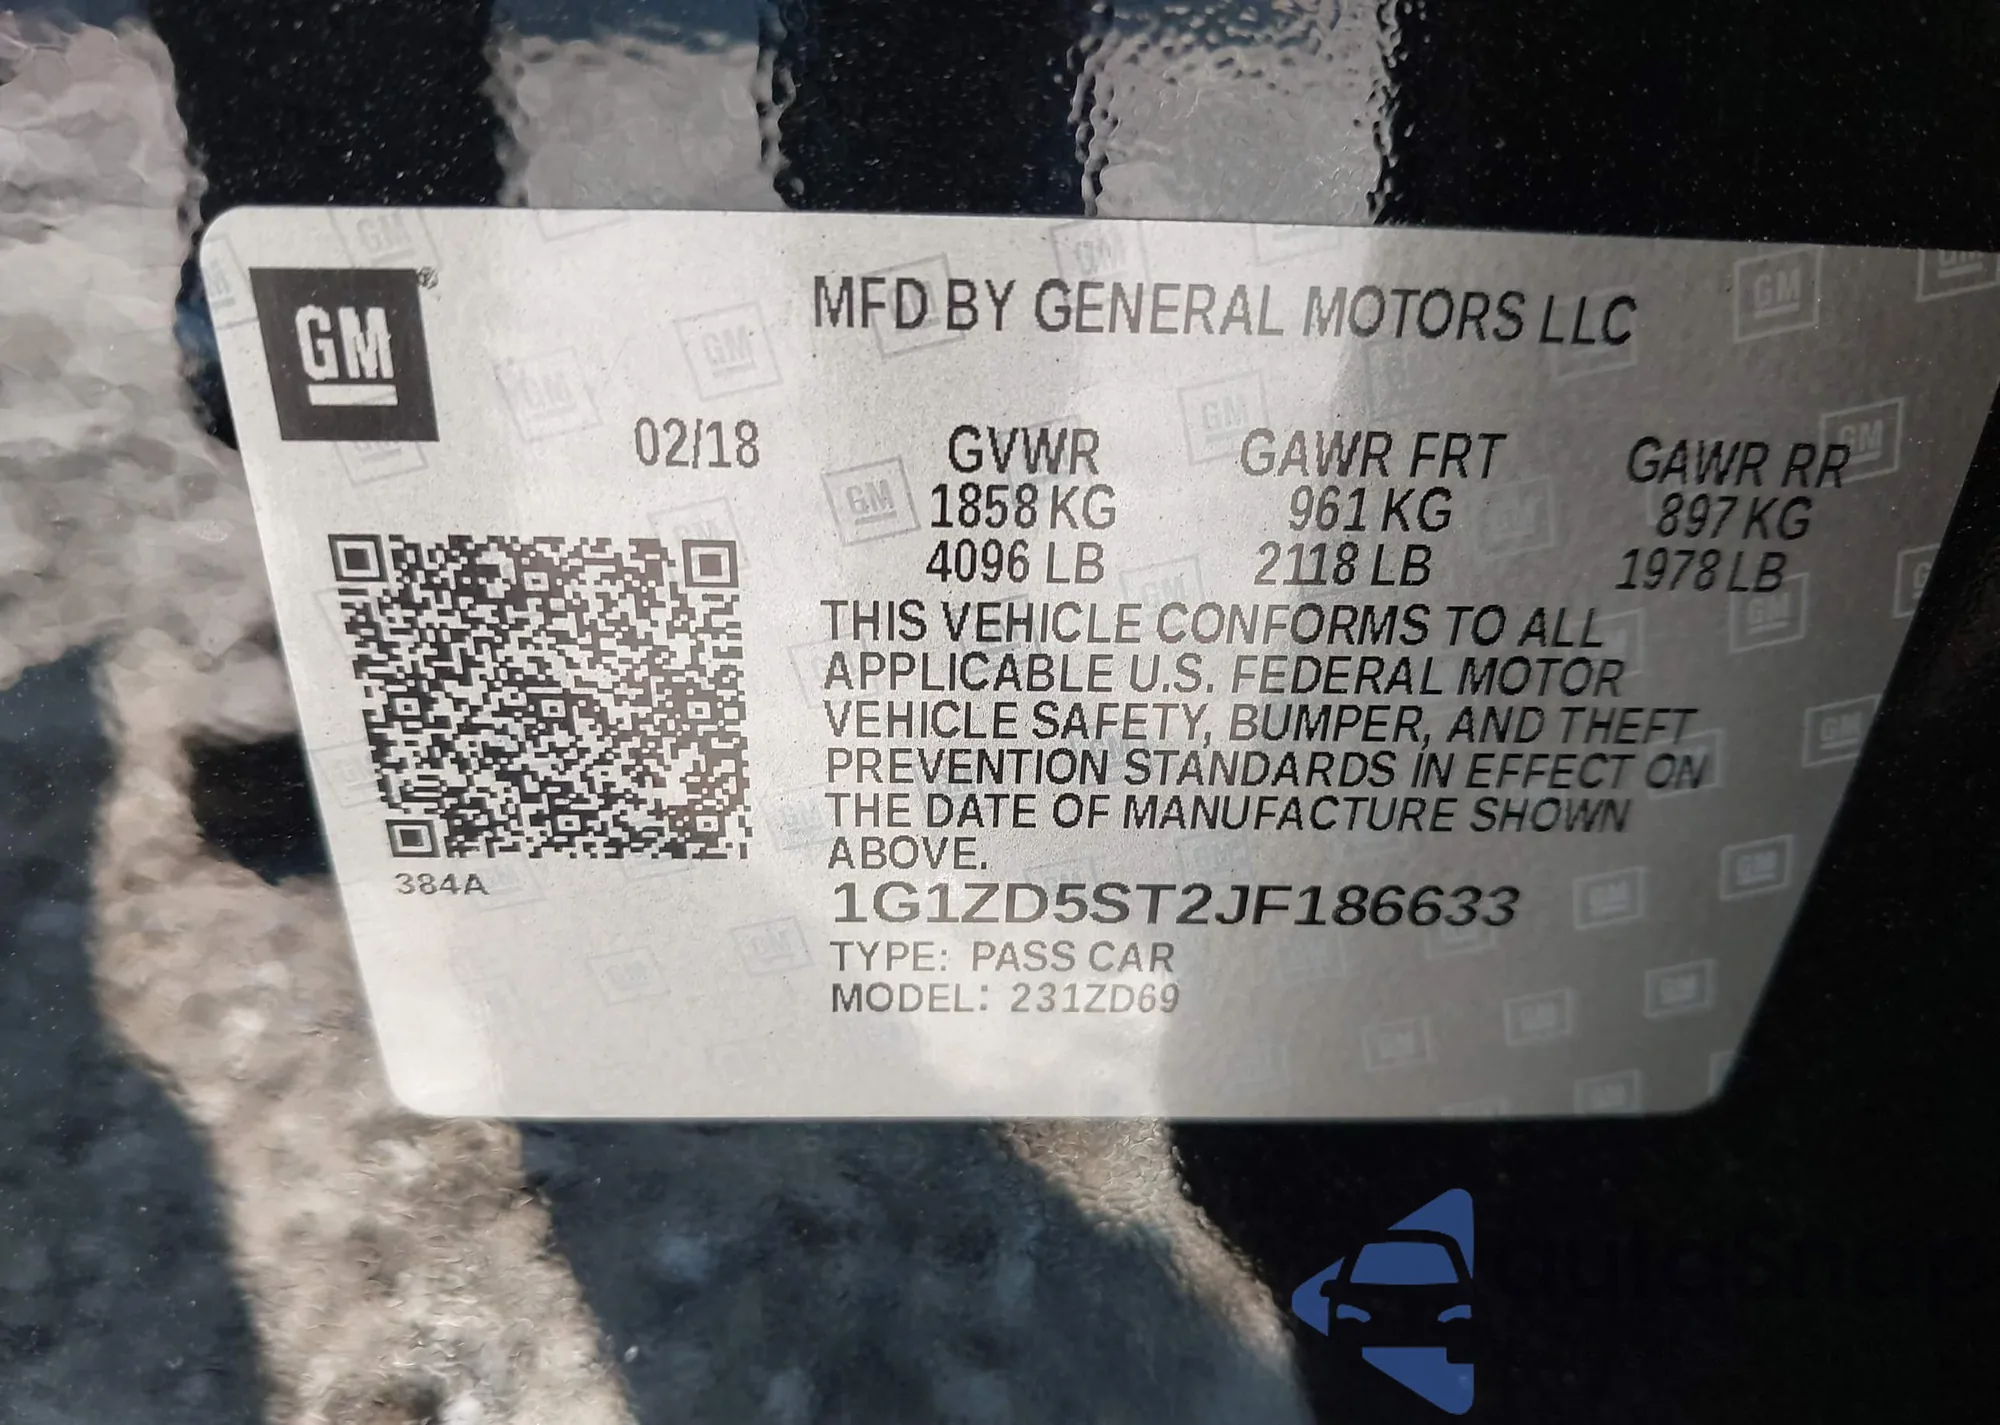 GM®
MFD BY GENERAL MOTORS LLC
02/18
GVWR GAWR FRT GAWR RR
1858 KG 961 KG 897 KG
4096 LB 2118 LB 1978 LB
THIS VEHICLE CONFORMS TO ALL
APPLICABLE U.S. FEDERAL MOTOR
VEHICLE SAFETY, BUMPER, AND THEFT
PREVENTION STANDARDS IN EFFECT ON
THE DATE OF MANUFACTURE SHOWN
ABOVE.
384A
1G1ZD5ST2JF186633
TYPE: PASS CAR
MODEL: 231ZD69